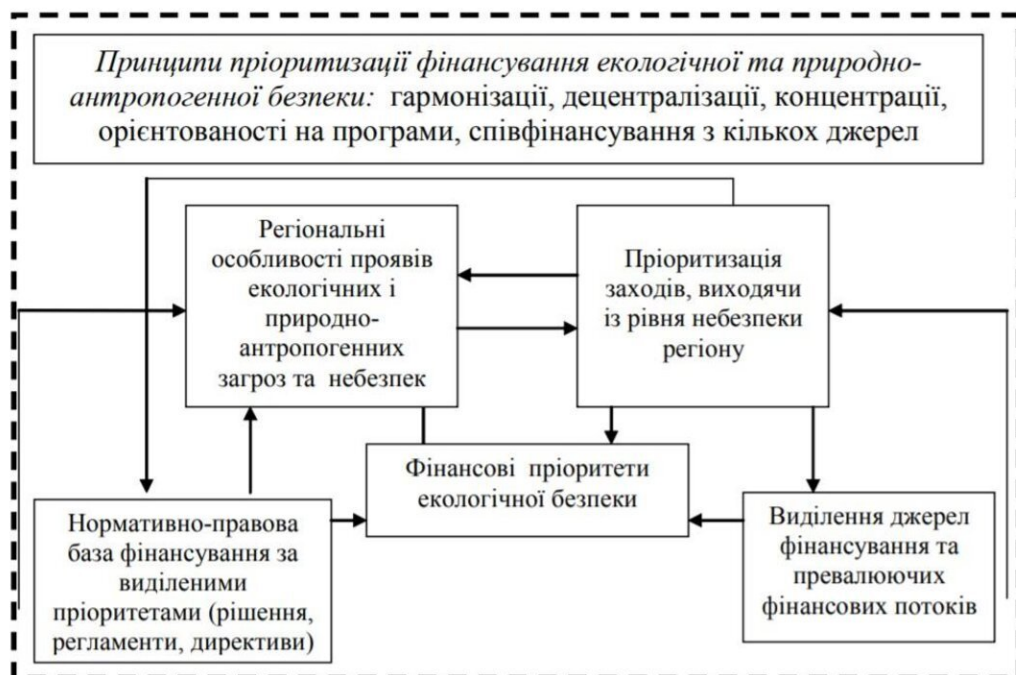 Принципи пріоритизації фінансування екологічної та природно-
антропогенної безпеки: гармонізації, децентралізації, концентрації,
орієнтованості на програми, співфінансування з кількох джерел
Регіональні
особливості проявів
екологічних і
природно-
антропогенних
загроз та небезпек
Пріоритизація
заходів, виходячи
із рівня небезпеки
регіону
Фінансові пріоритети
екологічної безпеки
Нормативно-правова
база фінансування за
виділеними
пріоритетами (рішення,
регламенти, директиви)
Виділення джерел
фінансування та
превалюючих
фінансових потоків